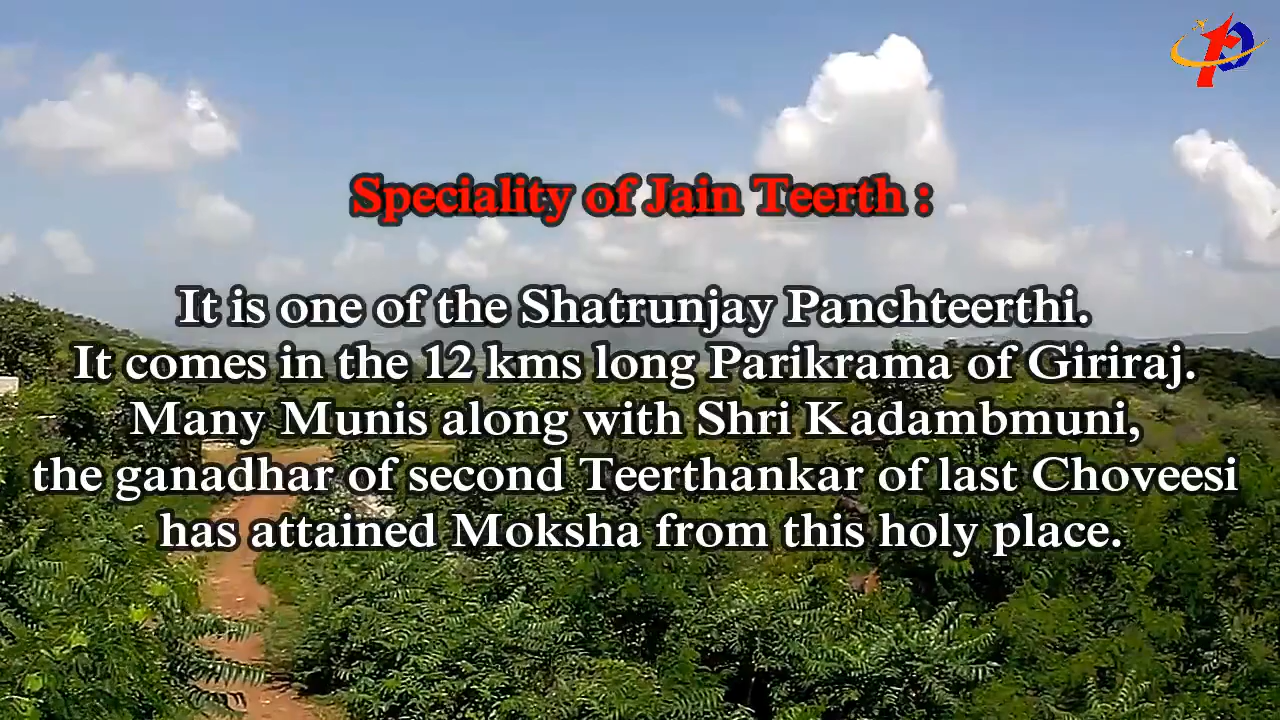 Speciality of Jain Teerth :
It is one of the Shatrunjay Panchteerthi.
It comes in the 12 kms long Parikrama of Giriraj.
Many Munis along with Shri Kadambmuni,
the ganadhar of second Teerthankar of last Choveesi
has attained Moksha from this holy place.